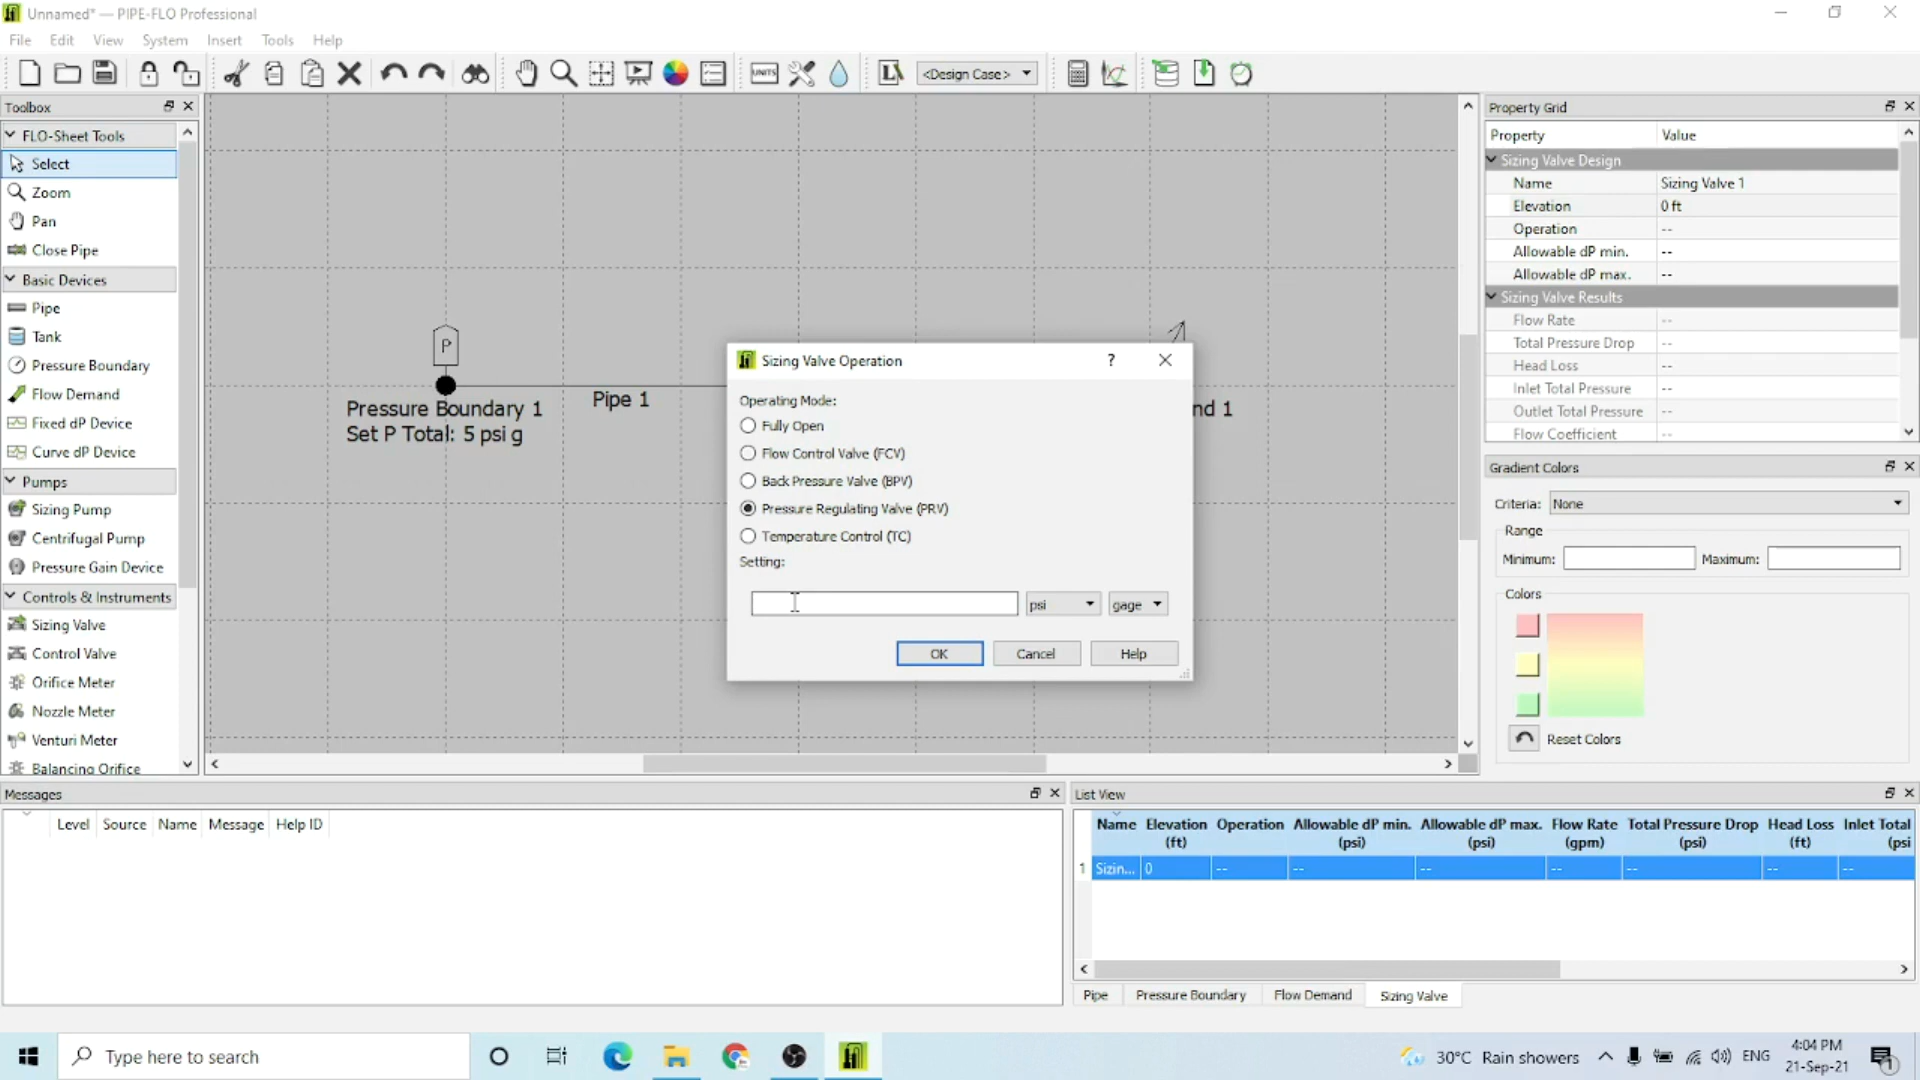 Unnamed* — PIPE-FLO Professional
File Edit View System Insert Tools Help
UNITS <Design Case>
Toolbox
FLO-Sheet Tools
Select
Zoom
Pan
Close Pipe
Basic Devices
Pipe
Tank
Pressure Boundary
Flow Demand
Fixed dP Device
Curve dP Device
Pumps
Sizing Pump
Centrifugal Pump
Pressure Gain Device
Controls & Instruments
Sizing Valve
Control Valve
Orifice Meter
Nozzle Meter
Venturi Meter
Balancing Orifice
P
Pressure Boundary 1
Set P Total: 5 psi g
Pipe 1
nd 1
Sizing Valve Operation ?
Operating Mode:
Fully Open
Flow Control Valve (FCV)
Back Pressure Valve (BPV)
Pressure Regulating Valve (PRV)
Temperature Control (TC)
Setting:
psi gage
OK Cancel Help
Property Grid
Property Value
Sizing Valve Design
Name Sizing Valve 1
Elevation 0 ft
Operation --
Allowable dP min. --
Allowable dP max. --
Sizing Valve Results
Flow Rate --
Total Pressure Drop --
Head Loss --
Inlet Total Pressure --
Outlet Total Pressure --
Flow Coefficient --
Gradient Colors
Criteria: None
Range
Minimum: Maximum:
Colors
Reset Colors
Messages
Level Source Name Message Help ID
List View
Name Elevation Operation Allowable dP min. Allowable dP max. Flow Rate Total Pressure Drop Head Loss Inlet Total
(ft) (psi) (psi) (gpm) (psi) (ft) (psi
1 Sizin... 0 -- -- -- -- -- -- --
Pipe Pressure Boundary Flow Demand Sizing Valve
Type here to search
30°C Rain showers ENG 4:04 PM
21-Sep-21
1